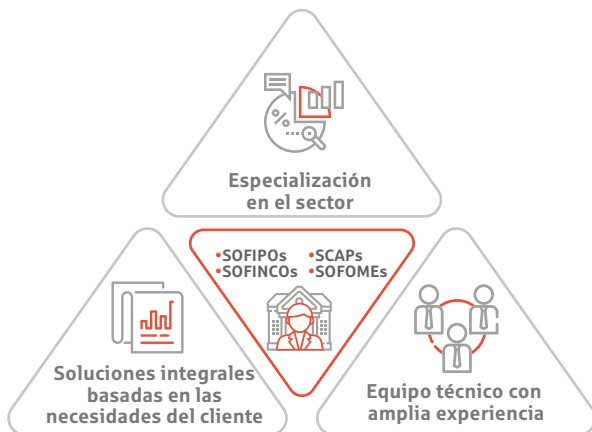 Especialización
en el sector
•SOFIPOs •SCAPs
•SOFINCOs •SOFOMEs
Soluciones integrales
basadas en las
necesidades del cliente
Equipo técnico con
amplia experiencia